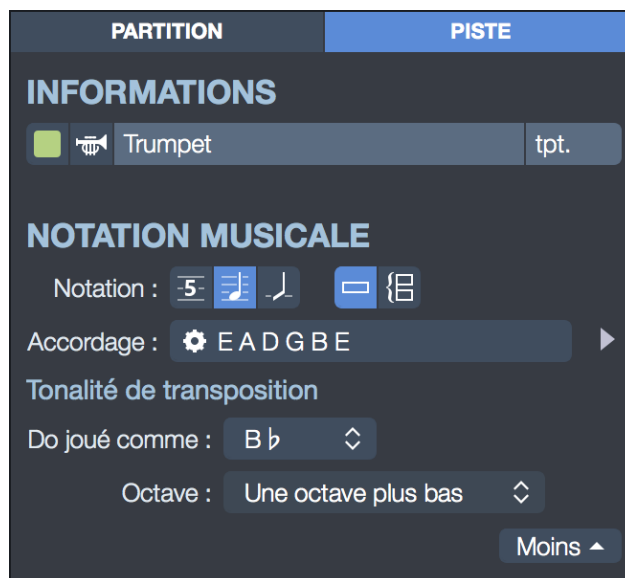 PARTITION PISTE
INFORMATIONS
Trumpet tpt.
NOTATION MUSICALE
Notation : 5
Accordage : E A D G B E
Tonalité de transposition
Do joué comme : B♭
Octave : Une octave plus bas
Moins